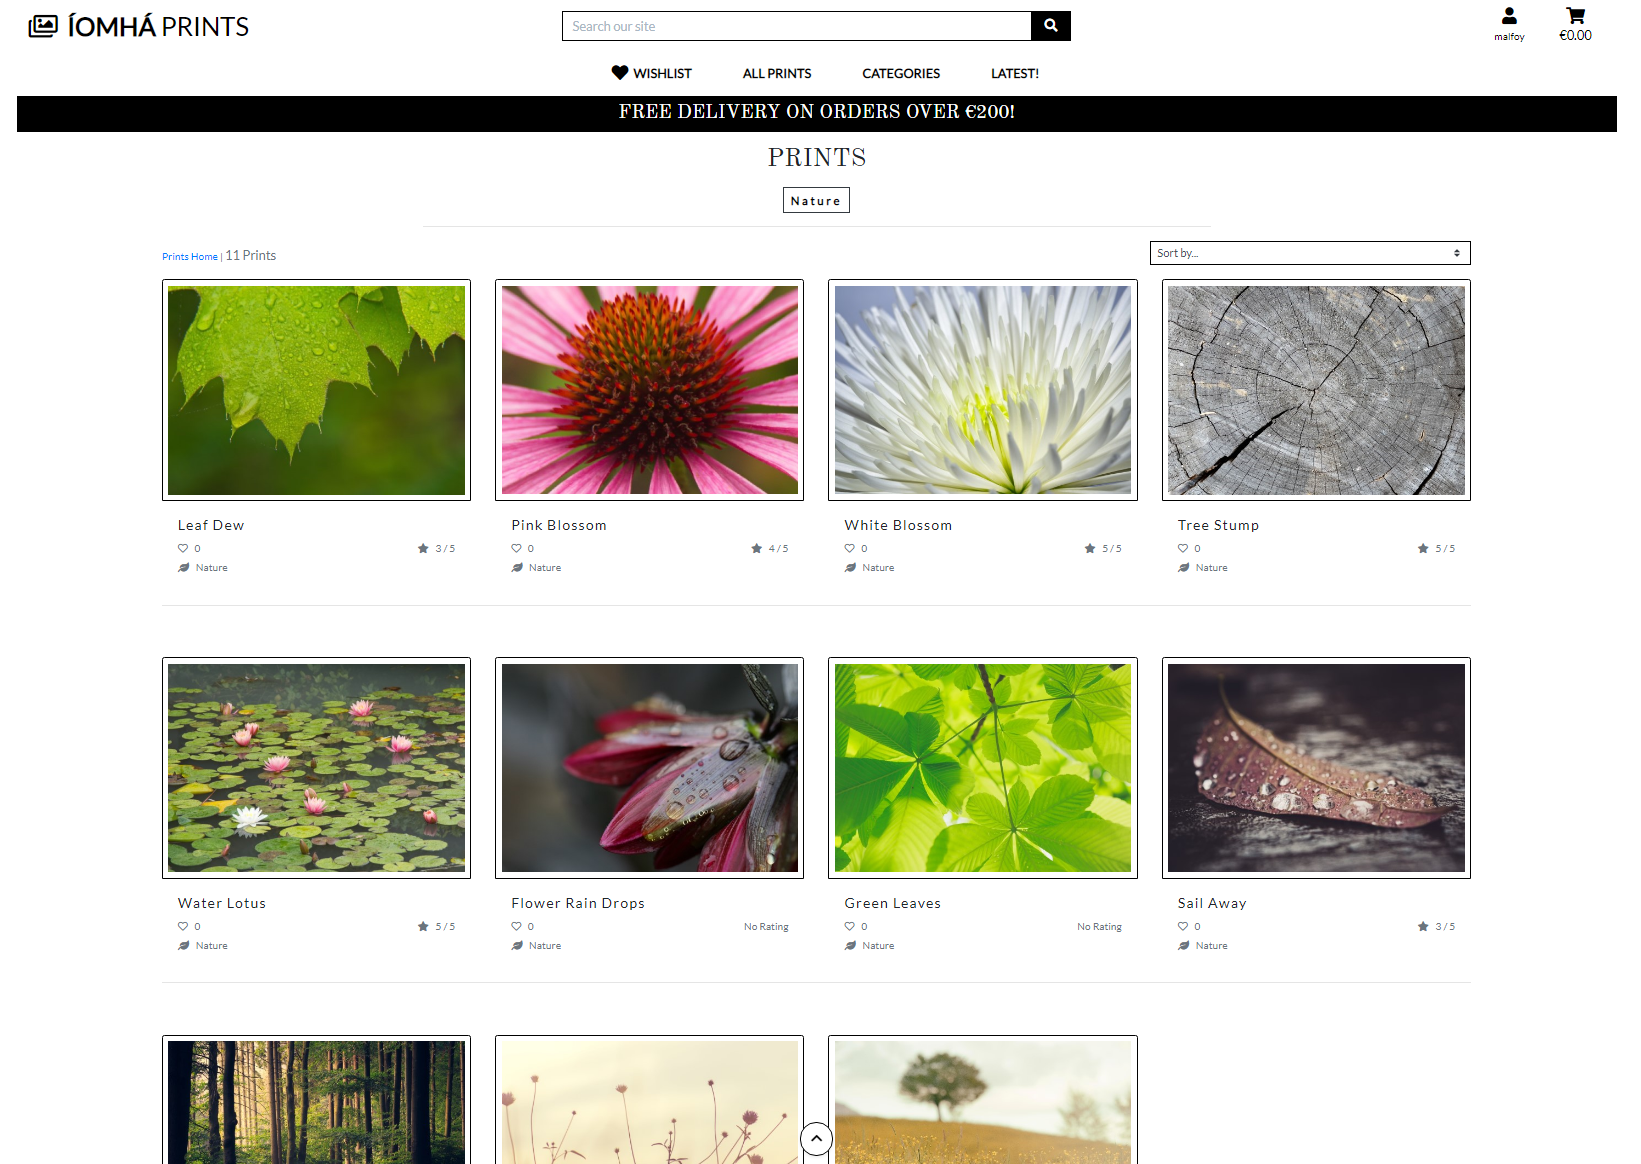 ÍOMHÁ PRINTS
Search our site
malfoy
€0.00
WISHLIST
ALL PRINTS
CATEGORIES
LATEST!
FREE DELIVERY ON ORDERS OVER €200!
PRINTS
Nature
Prints Home | 11 Prints
Sort by...
Leaf Dew
0
3 / 5
Nature
Pink Blossom
0
4 / 5
Nature
White Blossom
0
5 / 5
Nature
Tree Stump
0
5 / 5
Nature
Water Lotus
0
5 / 5
Nature
Flower Rain Drops
0
No Rating
Nature
Green Leaves
0
No Rating
Nature
Sail Away
0
3 / 5
Nature